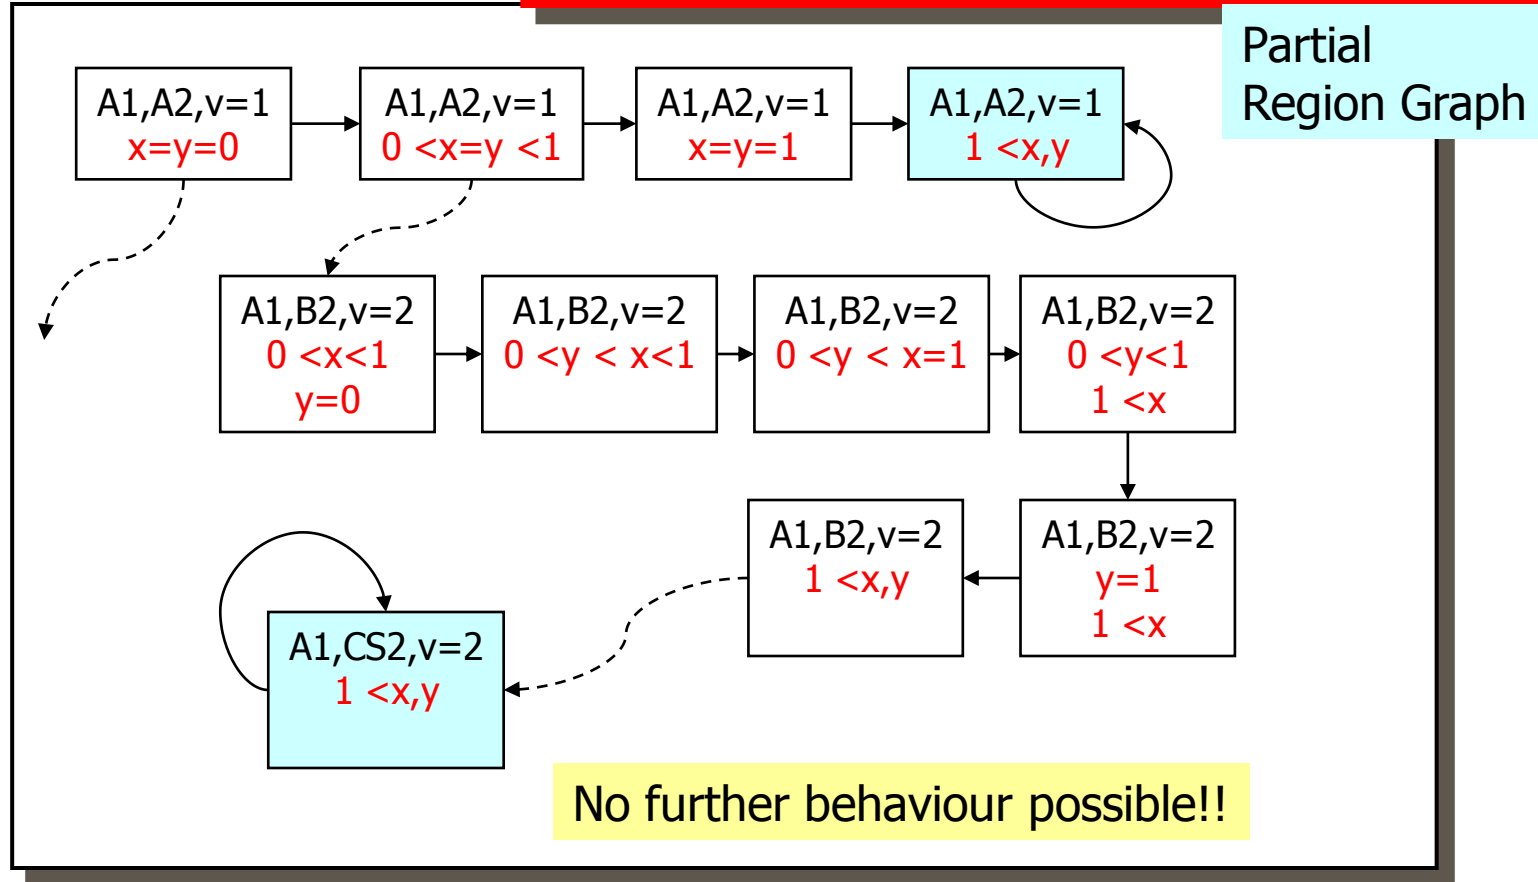 Partial
Region Graph
A1,A2,v=1
x=y=0
A1,A2,v=1
0 <x=y <1
A1,A2,v=1
x=y=1
A1,A2,v=1
1 <x,y
A1,B2,v=2
0 <x<1
y=0
A1,B2,v=2
0 <y < x<1
A1,B2,v=2
0 <y < x=1
A1,B2,v=2
0 <y<1
1 <x
A1,B2,v=2
1 <x,y
A1,B2,v=2
y=1
1 <x
A1,CS2,v=2
1 <x,y
No further behaviour possible!!